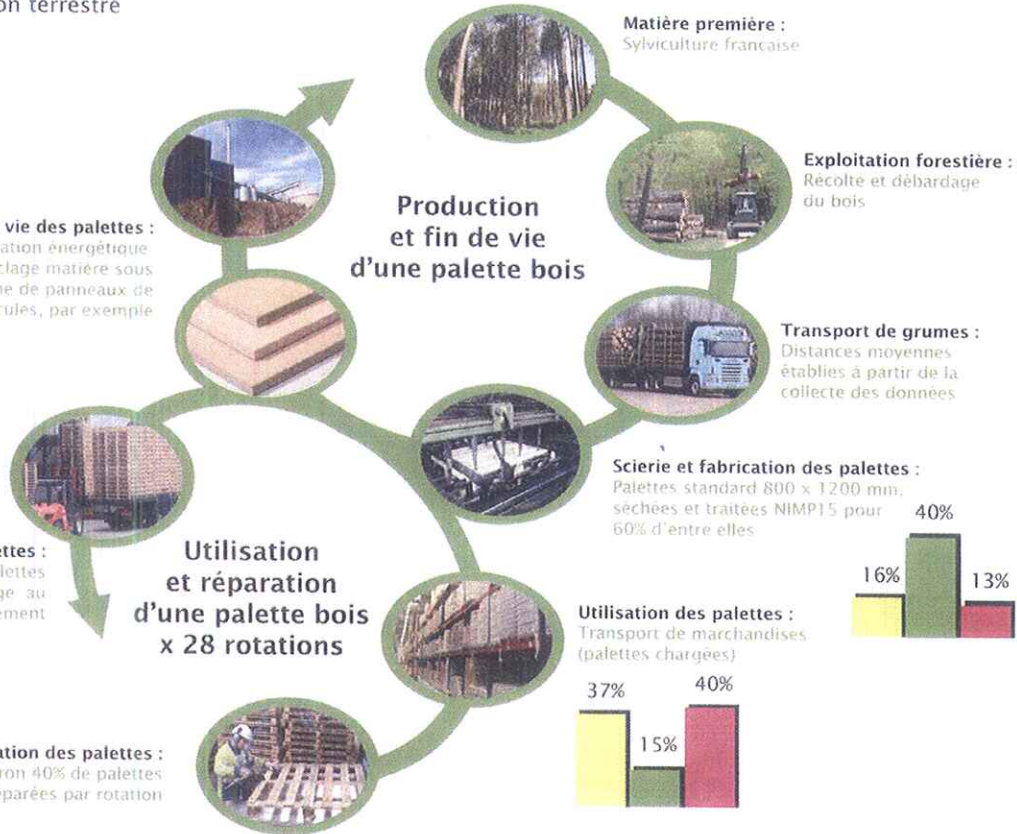 on terrestre
Matière première :
Sylviculture française
Exploitation forestière :
Récolte et débardage
du bois
Production
et fin de vie
d'une palette bois
vie des palettes :
ation énergétique
clage matière sous
ne de panneaux de
cules, par exemple
Transport de grumes :
Distances moyennes
établies à partir de la
collecte des données
Scierie et fabrication des palettes :
Palettes standard 800 x 1200 mm,
séchées et traitées NIMP15 pour
60% d'entre elles
16%
40%
13%
ettes :
lettes
ge au
ement
Utilisation
et réparation
d'une palette bois
x 28 rotations
Utilisation des palettes :
Transport de marchandises
(palettes chargées)
37%
15%
40%
ation des palettes :
ron 40% de palettes
éparées par rotation